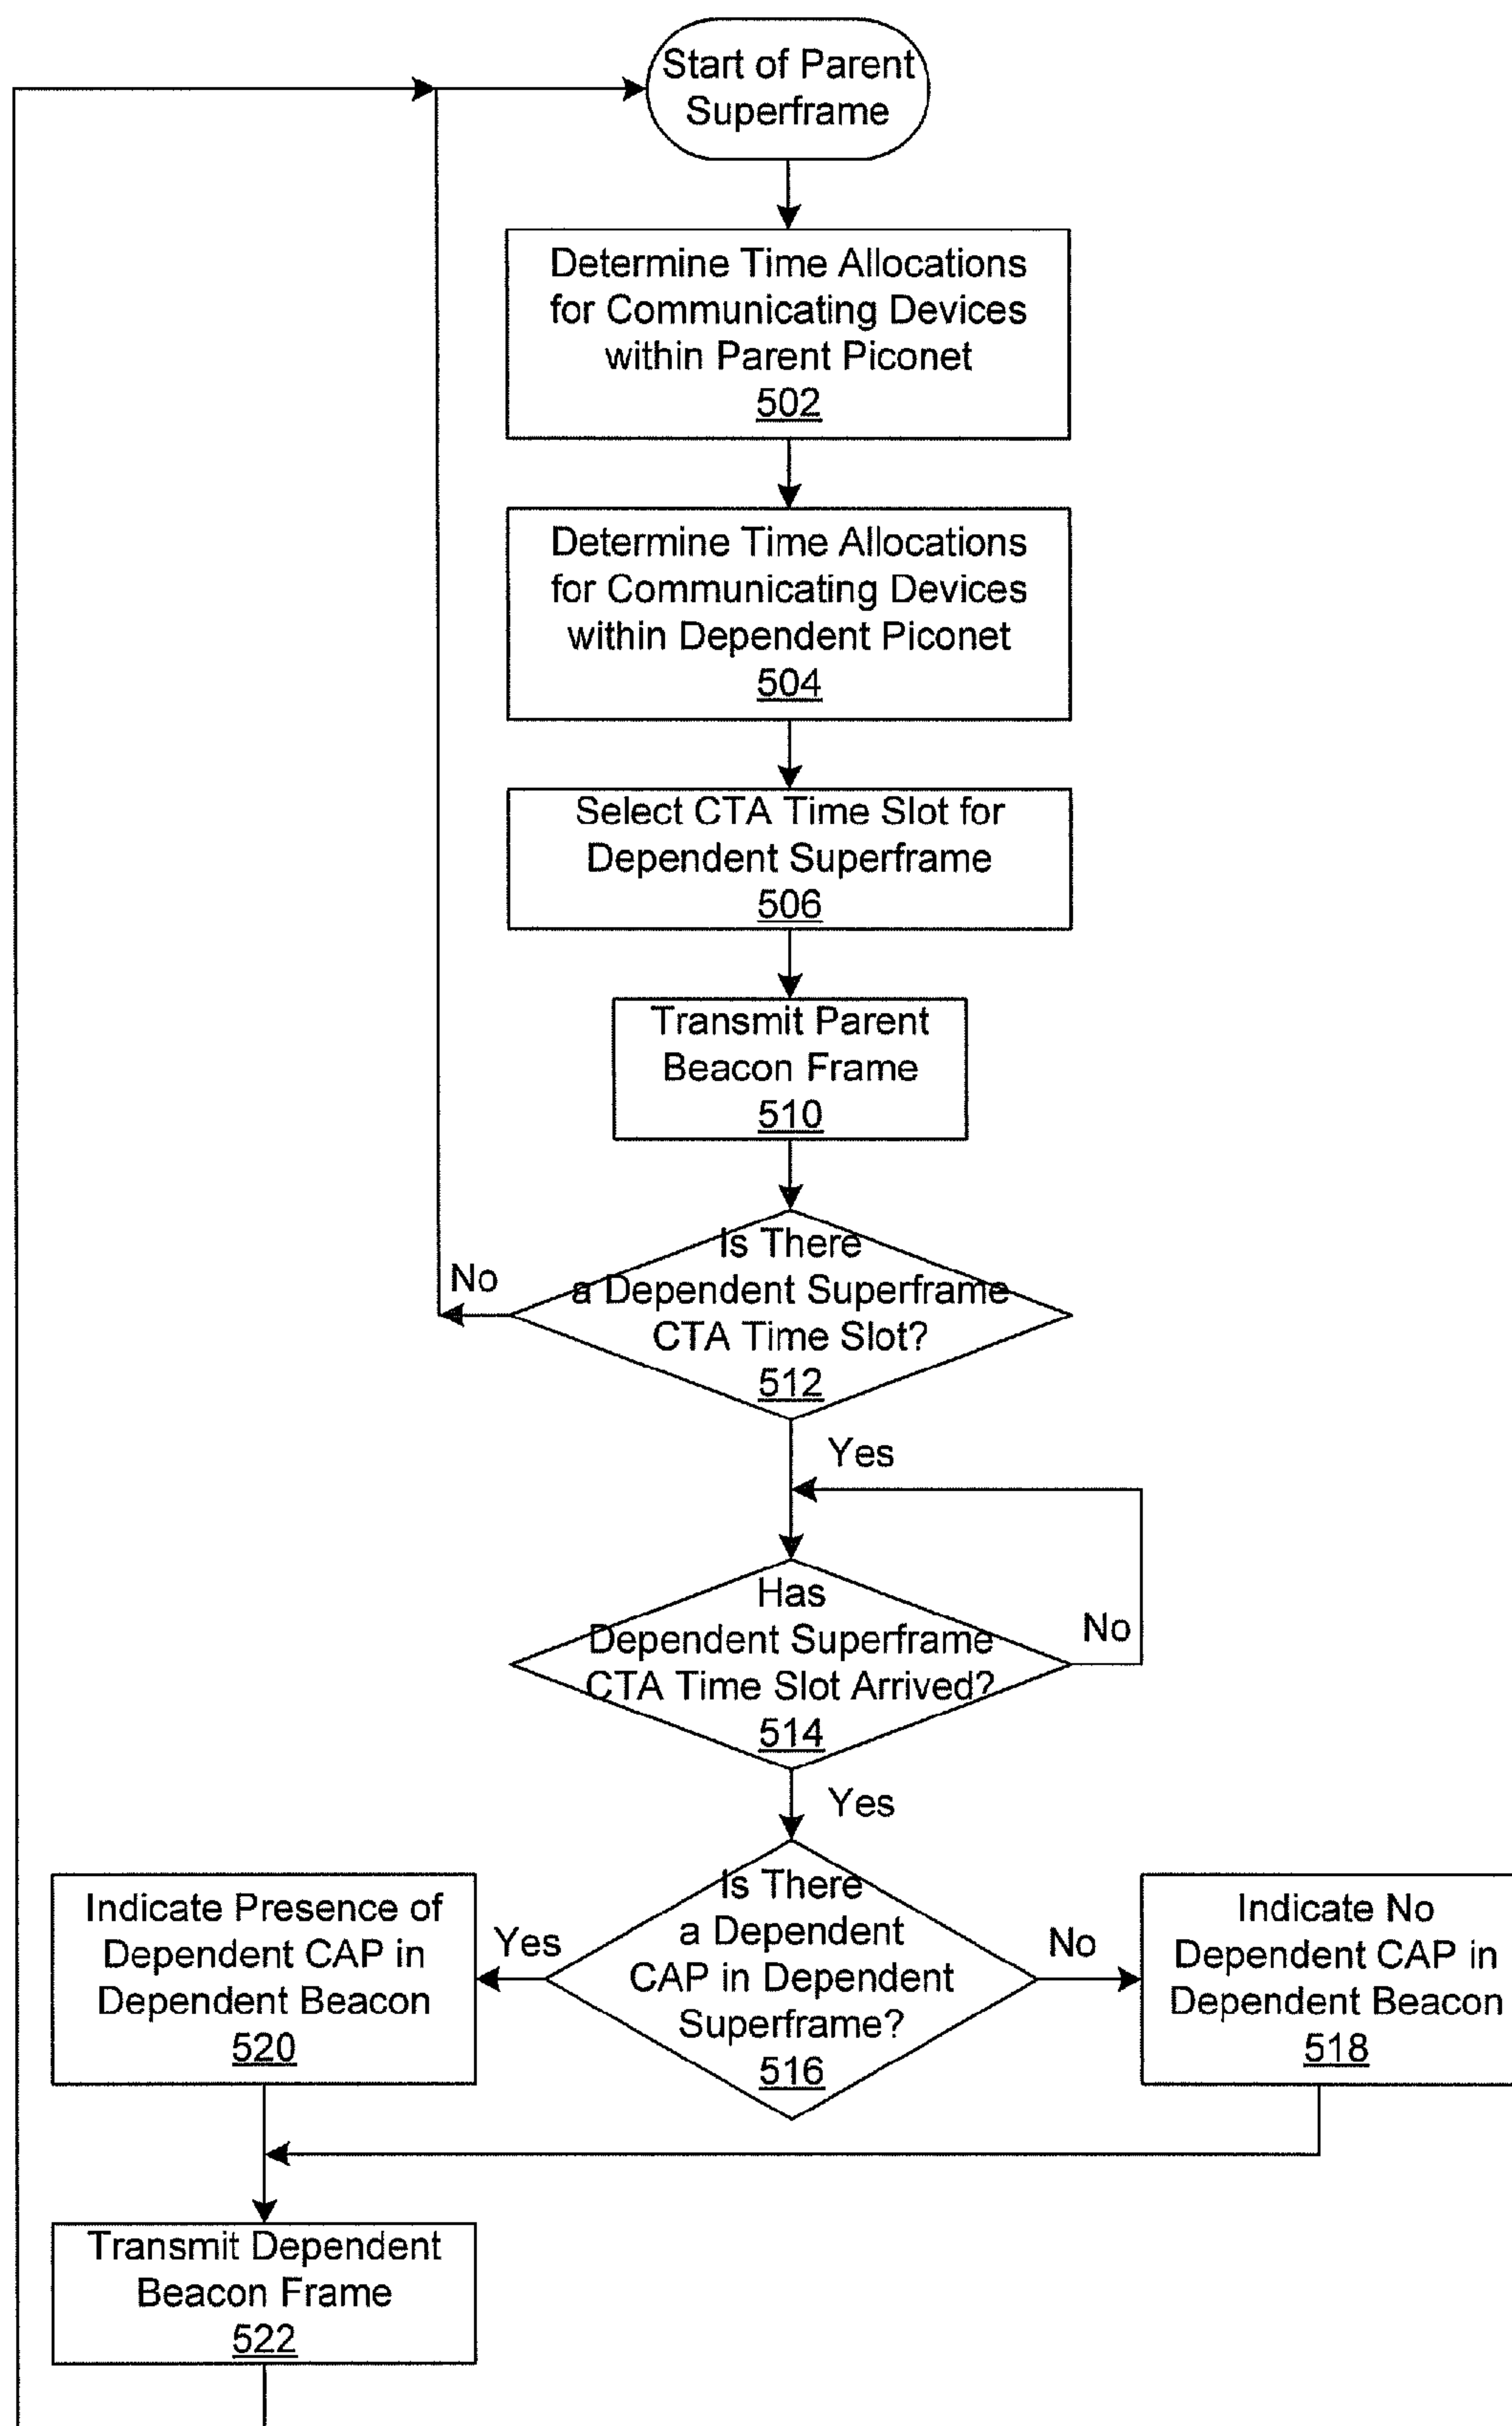 Start of Parent
Superframe
Determine Time Allocations
for Communicating Devices
within Parent Piconet
502
Determine Time Allocations
for Communicating Devices
within Dependent Piconet
504
Select CTA Time Slot for
Dependent Superframe
506
Transmit Parent
Beacon Frame
510
Is There
a Dependent Superframe
CTA Time Slot?
512
No
Yes
Has
Dependent Superframe
CTA Time Slot Arrived?
514
No
Yes
Is There
a Dependent
CAP in Dependent
Superframe?
516
Yes
No
Indicate Presence of
Dependent CAP in
Dependent Beacon
520
Indicate No
Dependent CAP in
Dependent Beacon
518
Transmit Dependent
Beacon Frame
522